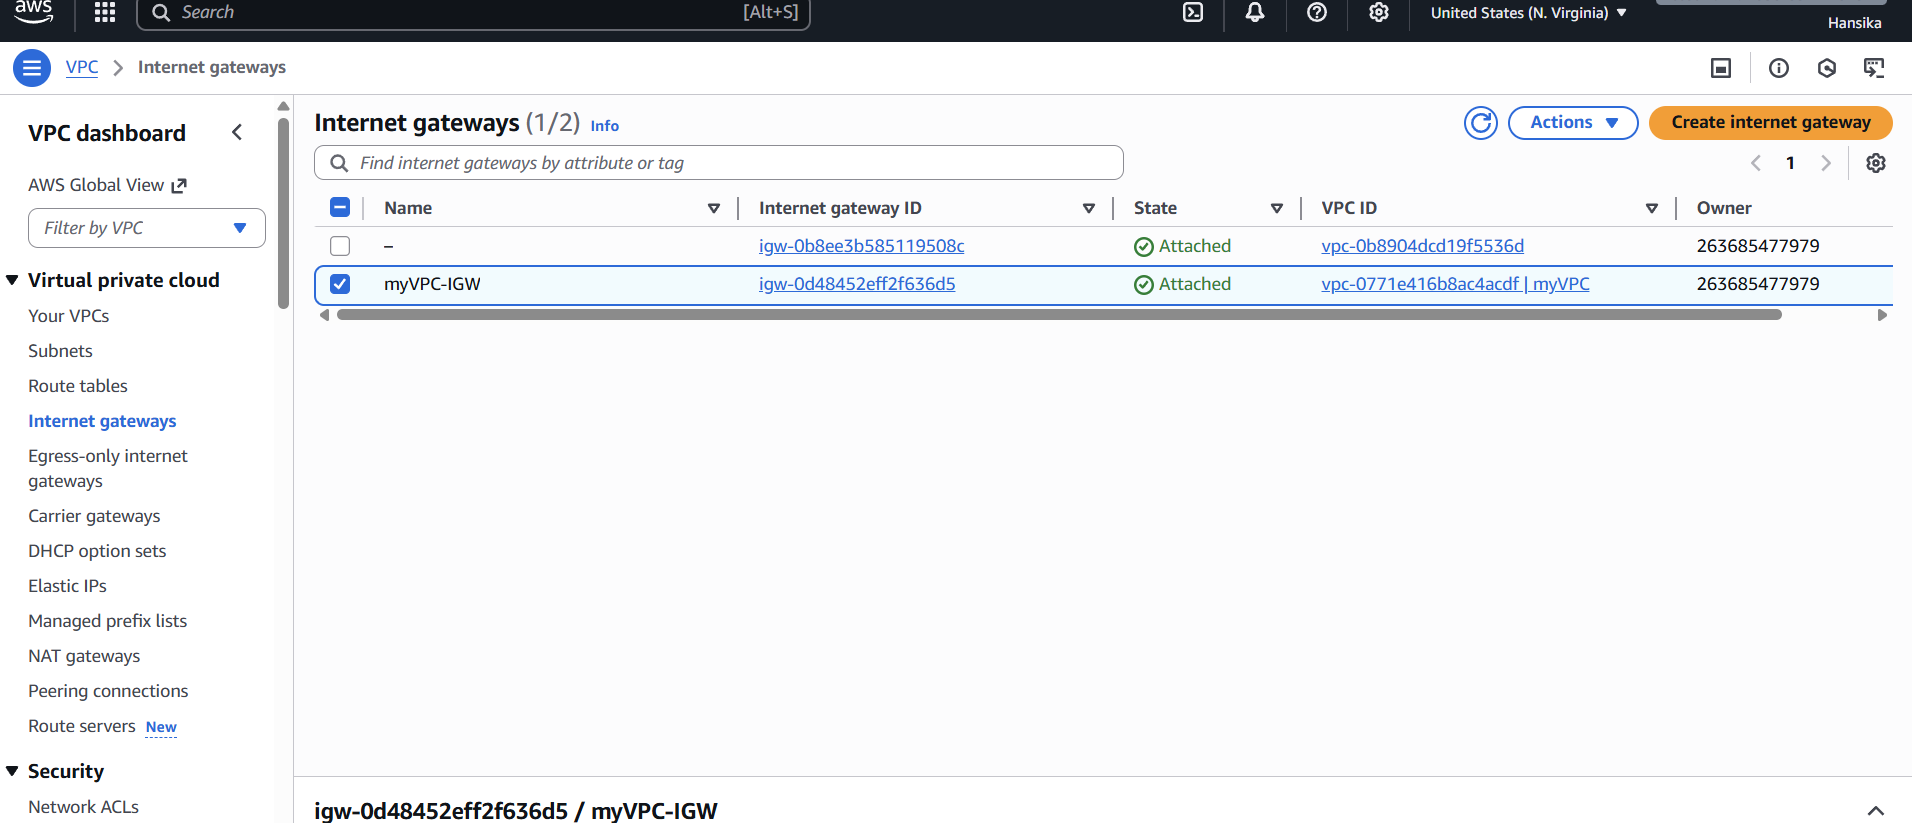 aws
Search
[Alt+S]
United States (N. Virginia)
Hansika
VPC
Internet gateways
VPC dashboard
AWS Global View
Filter by VPC
Virtual private cloud
Your VPCs
Subnets
Route tables
Internet gateways
Egress-only internet
gateways
Carrier gateways
DHCP option sets
Elastic IPs
Managed prefix lists
NAT gateways
Peering connections
Route servers New
Security
Network ACLs
Internet gateways (1/2) Info
Actions
Create internet gateway
Find internet gateways by attribute or tag
1
Name Internet gateway ID State VPC ID Owner
– igw-0b8ee3b585119508c Attached vpc-0b8904dcd19f5536d 263685477979
myVPC-IGW igw-0d48452eff2f636d5 Attached vpc-0771e416b8ac4acdf | myVPC 263685477979
igw-0d48452eff2f636d5 / myVPC-IGW